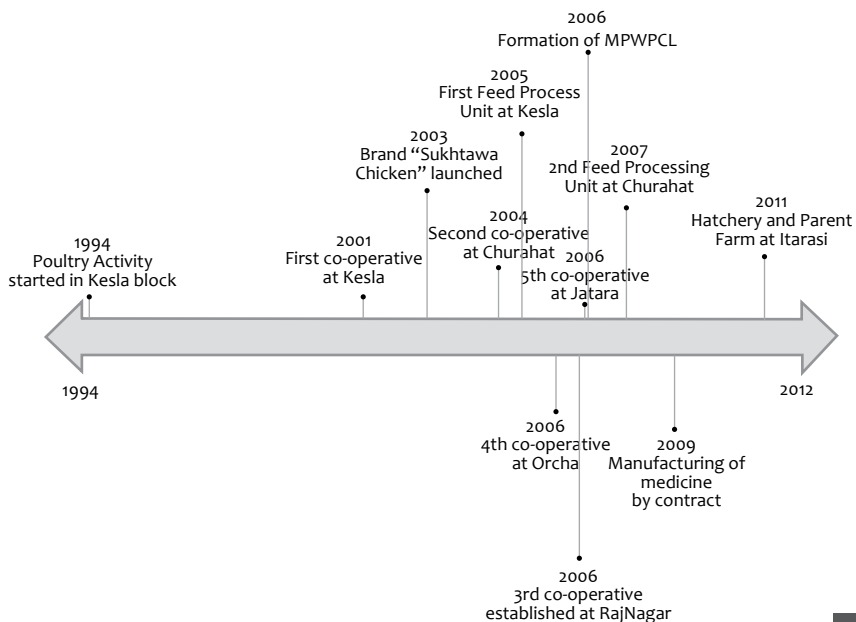 2006
Formation of MPWPCL
2005
First Feed Process
Unit at Kesla
2003
Brand “Sukhtawa
Chicken” launched
2007
2nd Feed Processing
Unit at Churahat
2011
Hatchery and Parent
Farm at Itarasi
2004
Second co-operative
at Churahat
1994
Poultry Activity
started in Kesla block
2001
First co-operative
at Kesla
2006
5th co-operative
at Jatara
1994
2012
2006
4th co-operative
at Orcha
2009
Manufacturing of
medicine
by contract
2006
3rd co-operative
established at RajNagar